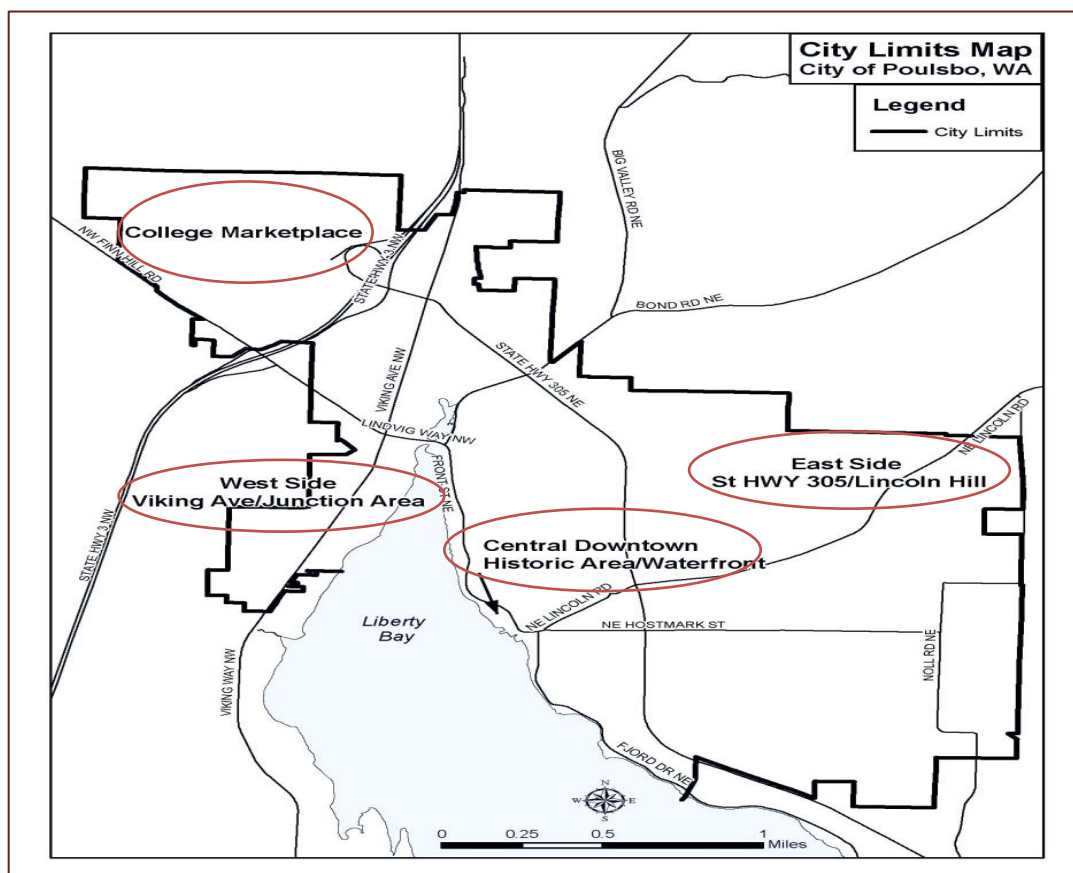 City Limits Map
City of Poulsbo, WA
Legend
City Limits
BIG VALLEY RD NE
College Marketplace
NW FINN HILL RD
BOND RD NE
STATE HWY 305 NE
VIKING AVE NW
LINDVIG WAY NW
NE LINCOLN RD
FRONT ST NE
East Side
St HWY 305/Lincoln Hill
West Side
Viking Ave/Junction Area
STATE HWY 3 NW
Central Downtown
Historic Area/Waterfront
Liberty
Bay
NE LINCOLN RD
NE HOSTMARK ST
NOLL RD NE
VIKING WAY NW
FJORD DR NE
N
W E
S
0 0.25 0.5 1
Miles